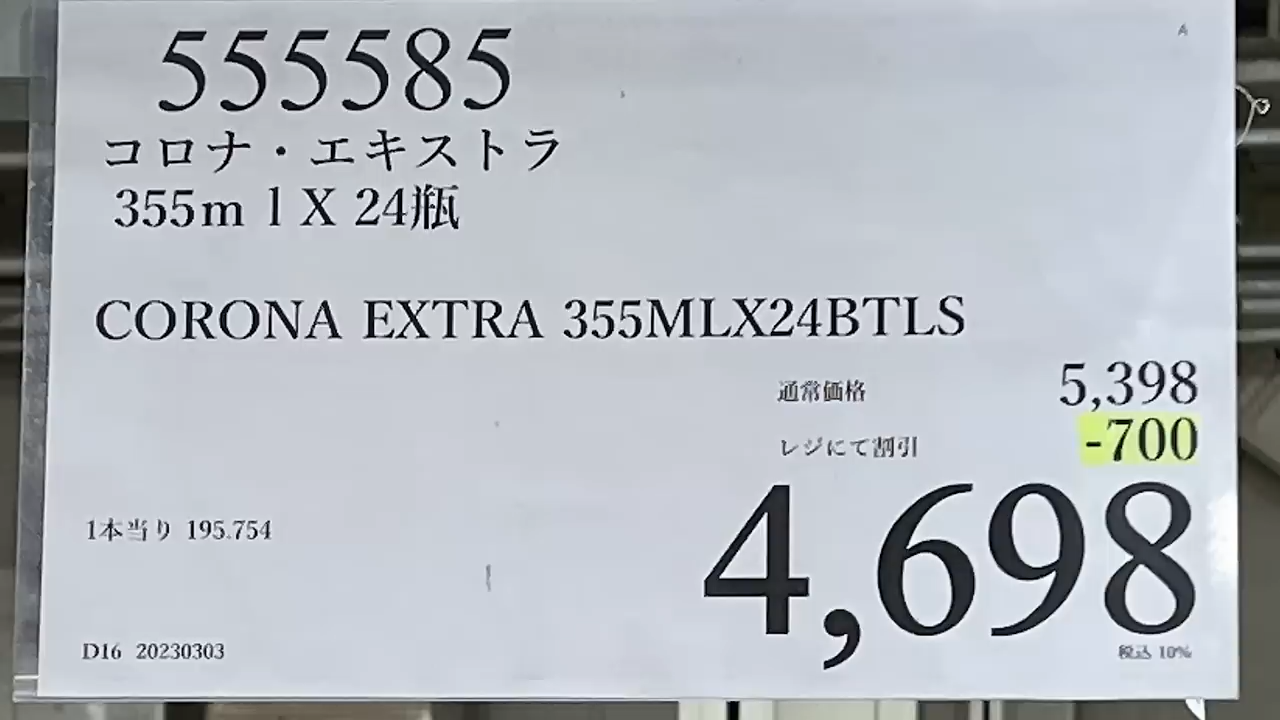 A
555585
コロナ・エキストラ
355ml X 24瓶
CORONA EXTRA 355MLX24BTLS
通常価格 5,398
レジにて割引 -700
4,698
1本当り 195.754
D16 20230303
税込 10%